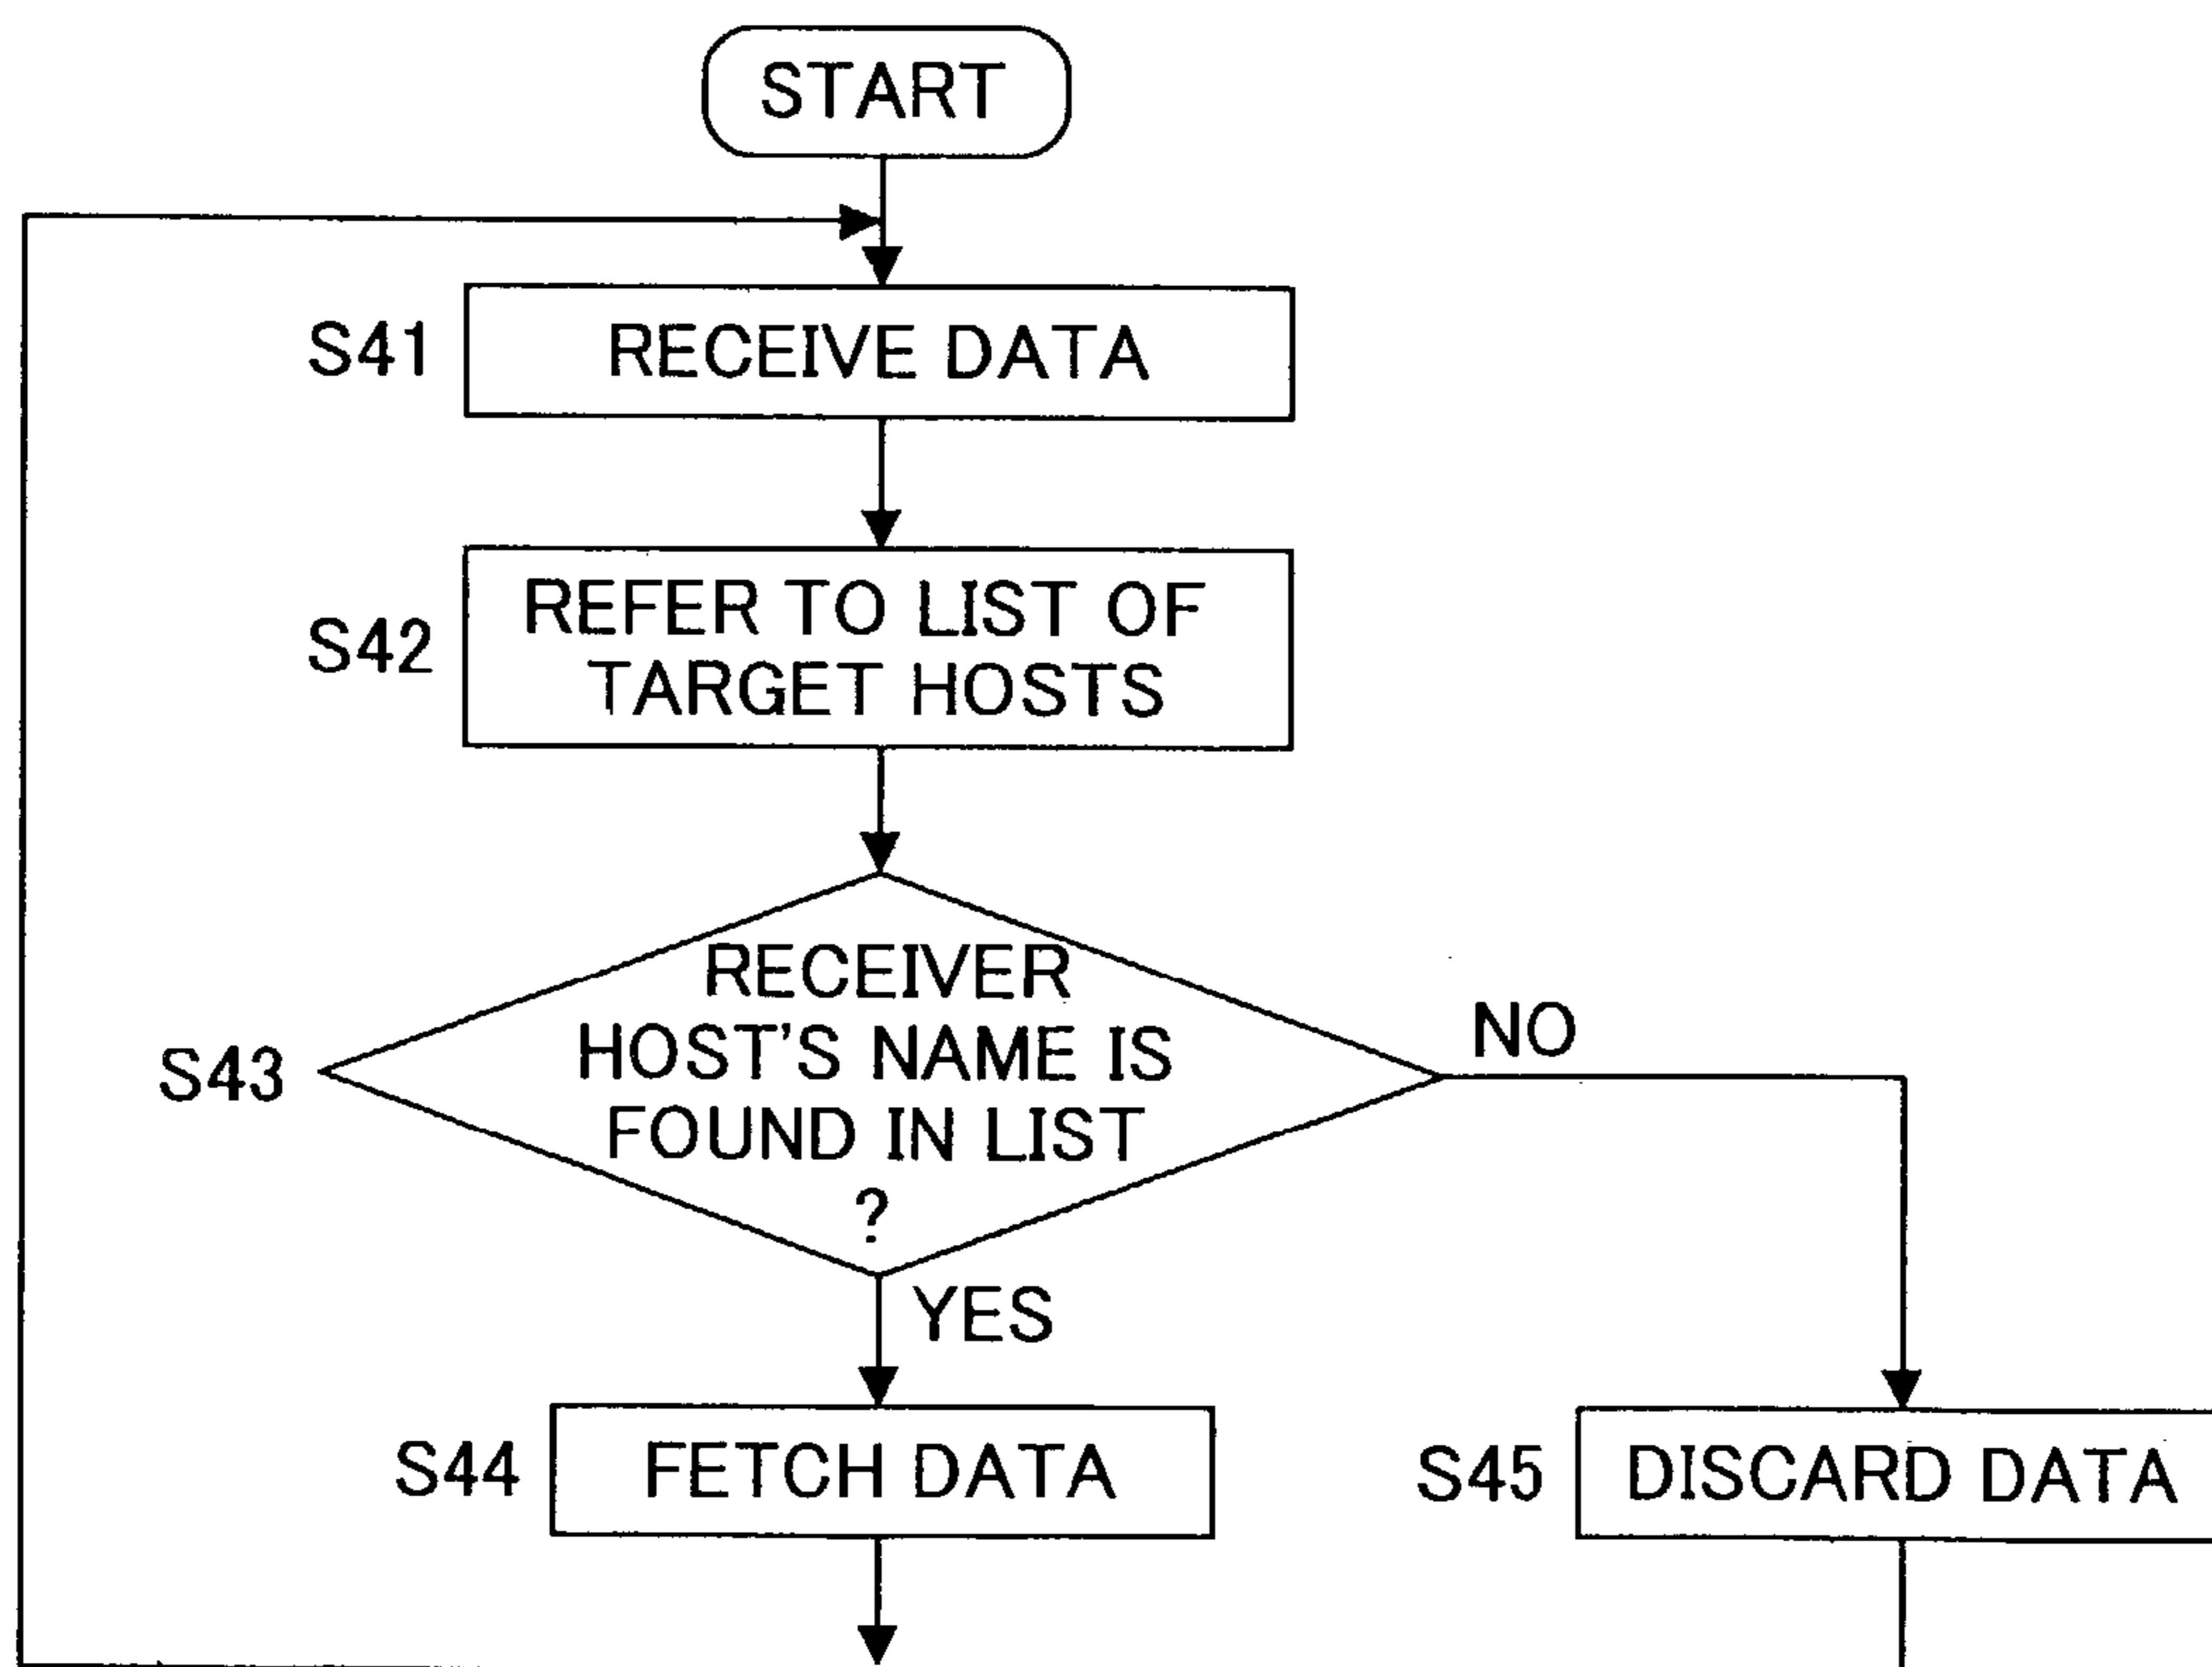 START
S41
RECEIVE DATA
S42
REFER TO LIST OF
TARGET HOSTS
S43
RECEIVER
HOST'S NAME IS
FOUND IN LIST
?
NO
YES
S44
FETCH DATA
S45
DISCARD DATA